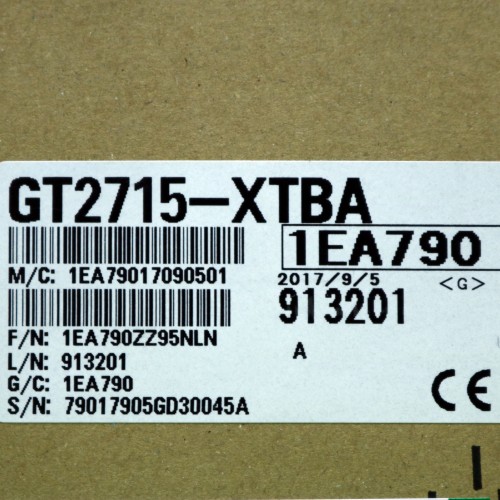 GT2715-XTBA
1EA790
M/C: 1EA79017090501
2017/9/5
<G>
913201
F/N: 1EA790ZZ95NLN
L/N: 913201
A
G/C: 1EA790
S/N: 79017905GD30045A
CE